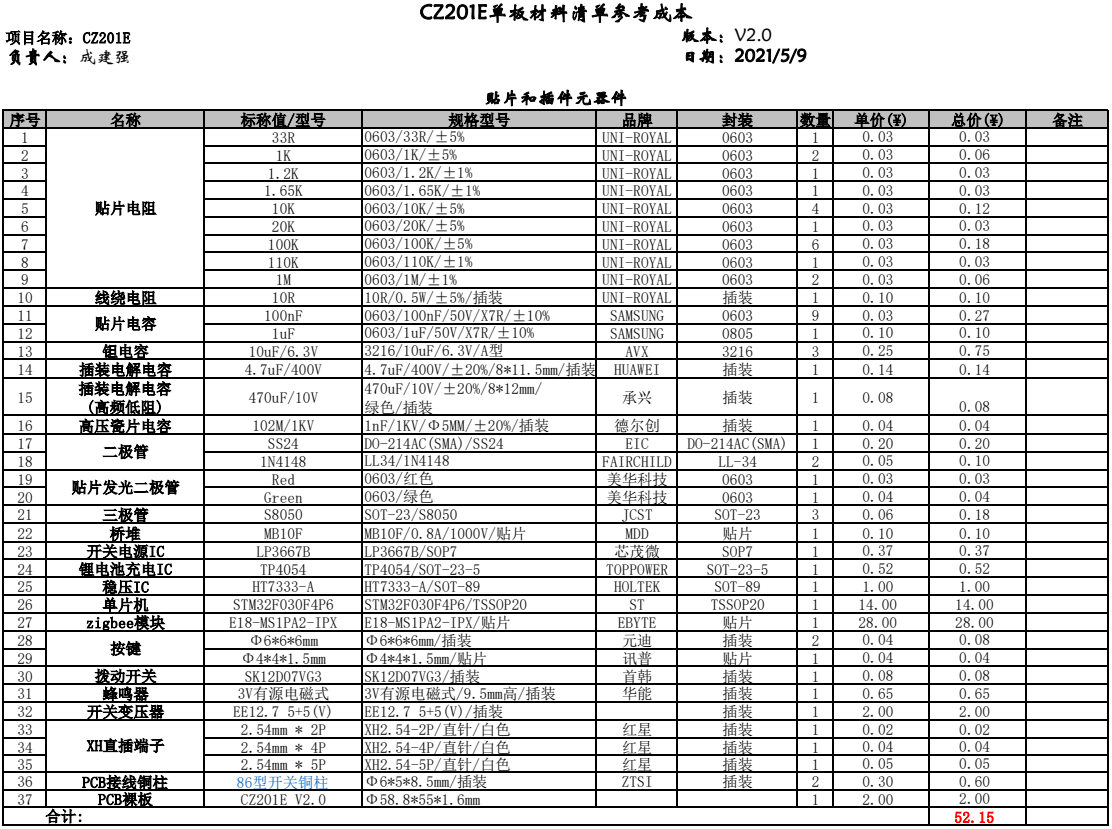 CZ201E单板材料清单参考成本
项目名称: CZ201E 版本: V2.0
负责人: 成建强 日期: 2021/5/9
贴片和插件元器件
序号 名称 标称值/型号 规格型号 品牌 封装 数量 单价(¥) 总价(¥) 备注
1 贴片电阻 33R 0603/33R/±5% UNI-ROYAL 0603 1 0.03 0.03
2 1K 0603/1K/±5% UNI-ROYAL 0603 2 0.03 0.06
3 1.2K 0603/1.2K/±1% UNI-ROYAL 0603 1 0.03 0.03
4 1.65K 0603/1.65K/±1% UNI-ROYAL 0603 1 0.03 0.03
5 10K 0603/10K/±5% UNI-ROYAL 0603 4 0.03 0.12
6 20K 0603/20K/±5% UNI-ROYAL 0603 1 0.03 0.03
7 100K 0603/100K/±5% UNI-ROYAL 0603 6 0.03 0.18
8 110K 0603/110K/±1% UNI-ROYAL 0603 1 0.03 0.03
9 1M 0603/1M/±1% UNI-ROYAL 0603 2 0.03 0.06
10 线绕电阻 10R 10R/0.5W/±5%/插装 UNI-ROYAL 插装 1 0.10 0.10
11 贴片电容 100nF 0603/100nF/50V/X7R/±10% SAMSUNG 0603 9 0.03 0.27
12 1uF 0603/1uF/50V/X7R/±10% SAMSUNG 0805 1 0.10 0.10
13 钽电容 10uF/6.3V 3216/10uF/6.3V/A型 AVX 3216 3 0.25 0.75
14 插装电解电容 4.7uF/400V 4.7uF/400V/±20%/8*11.5mm/插装 HUAWEI 插装 1 0.14 0.14
15 插装电解电容 (高频低阻) 470uF/10V 470uF/10V/±20%/8*12mm/ 绿色/插装 承兴 插装 1 0.08 0.08
16 高压瓷片电容 102M/1KV 1nF/1KV/Φ5MM/±20%/插装 德尔创 插装 1 0.04 0.04
17 二极管 SS24 DO-214AC(SMA)/SS24 EIC DO-214AC(SMA) 1 0.20 0.20
18 1N4148 LL34/1N4148 FAIRCHILD LL-34 2 0.05 0.10
19 贴片发光二极管 Red 0603/红色 美华科技 0603 1 0.03 0.03
20 Green 0603/绿色 美华科技 0603 1 0.04 0.04
21 三极管 S8050 SOT-23/S8050 JCST SOT-23 3 0.06 0.18
22 桥堆 MB10F MB10F/0.8A/1000V/贴片 MDD 贴片 1 0.10 0.10
23 开关电源IC LP3667B LP3667B/SOP7 芯茂微 SOP7 1 0.37 0.37
24 锂电池充电IC TP4054 TP4054/SOT-23-5 TOPPOWER SOT-23-5 1 0.52 0.52
25 稳压IC HT7333-A HT7333-A/SOT-89 HOLTEK SOT-89 1 1.00 1.00
26 单片机 STM32F030F4P6 STM32F030F4P6/TSSOP20 ST TSSOP20 1 14.00 14.00
27 zigbee模块 E18-MS1PA2-IPX E18-MS1PA2-IPX/贴片 EBYTE 贴片 1 28.00 28.00
28 按键 Φ6*6*6mm Φ6*6*6mm/插装 元迪 插装 2 0.04 0.08
29 Φ4*4*1.5mm Φ4*4*1.5mm/贴片 讯普 贴片 1 0.04 0.04
30 拨动开关 SK12D07VG3 SK12D07VG3/插装 首韩 插装 1 0.08 0.08
31 蜂鸣器 3V有源电磁式 3V有源电磁式/9.5mm高/插装 华能 插装 1 0.65 0.65
32 开关变压器 EE12.7 5+5(V) EE12.7 5+5(V)/插装 插装 1 2.00 2.00
33 XH直插端子 2.54mm * 2P XH2.54-2P/直针/白色 红星 插装 1 0.02 0.02
34 2.54mm * 4P XH2.54-4P/直针/白色 红星 插装 1 0.04 0.04
35 2.54mm * 5P XH2.54-5P/直针/白色 红星 插装 1 0.05 0.05
36 PCB接线铜柱 86型开关铜柱 Φ6*5*8.5mm/插装 ZTSI 插装 2 0.30 0.60
37 PCB裸板 CZ201E V2.0 Φ58.8*55*1.6mm 1 2.00 2.00
合计: 52.15